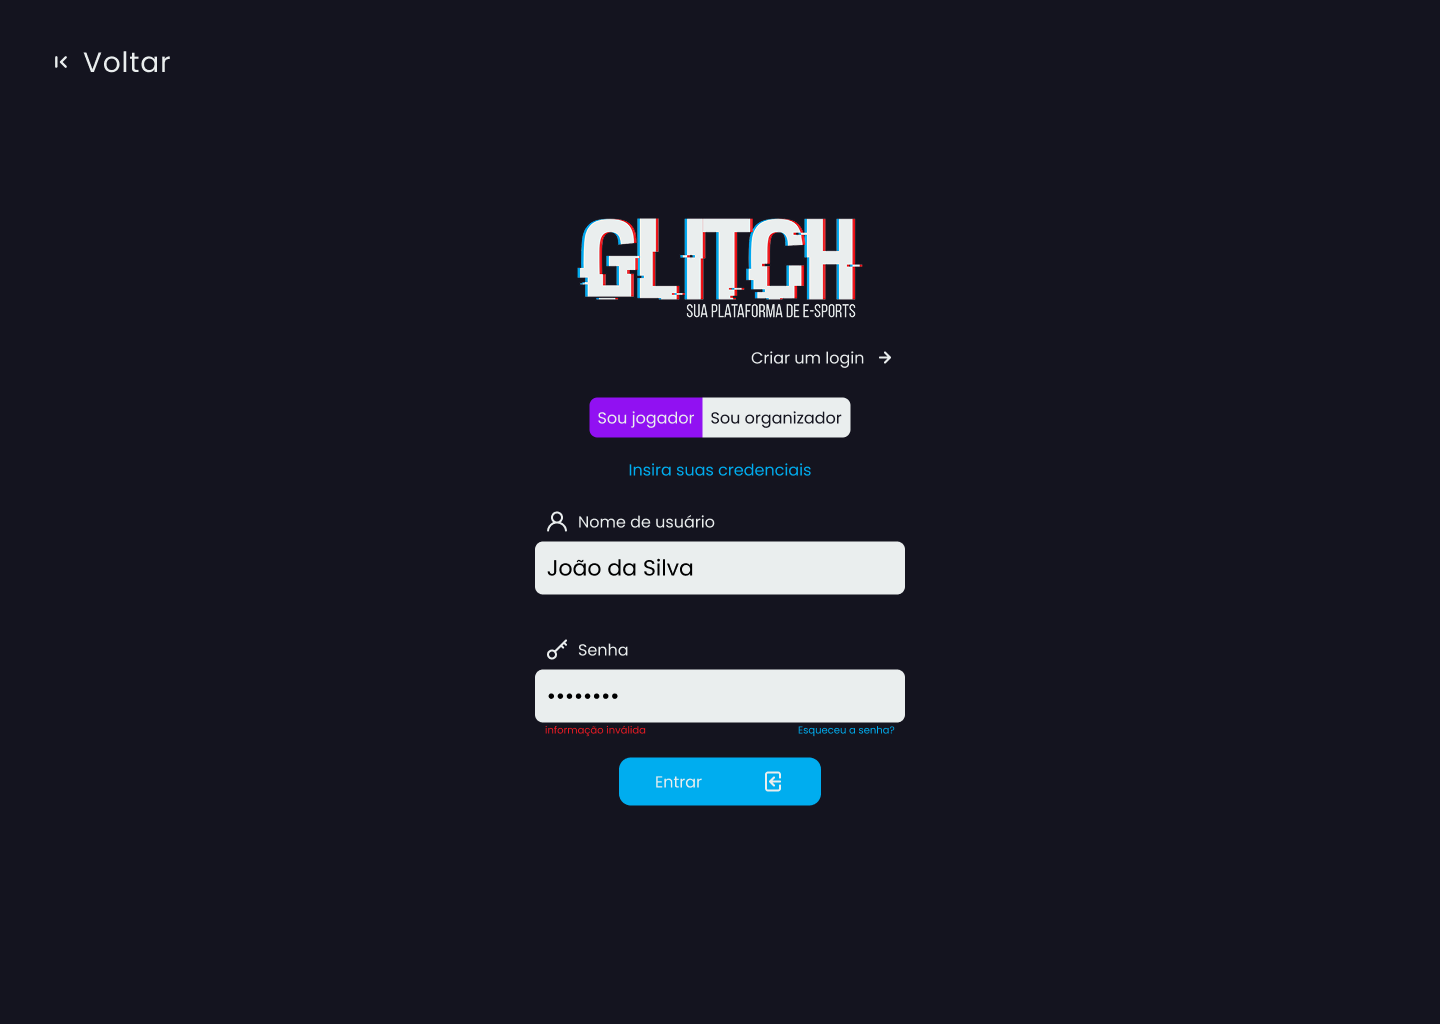 Voltar
GLITCH
SUA PLATAFORMA DE E-SPORTS
Criar um login
Sou jogador
Sou organizador
Insira suas credenciais
Nome de usuário
João da Silva
Senha
••••••••
Informação inválida
Esqueceu a senha?
Entrar